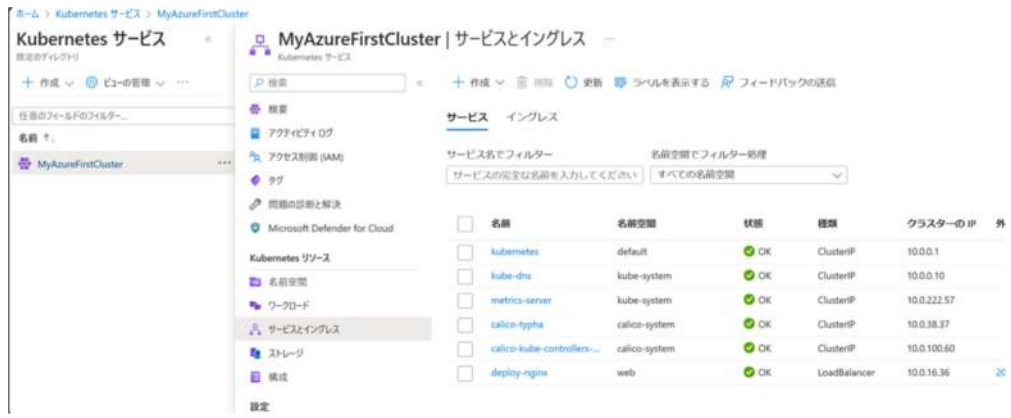 ホーム > Kubernetes サービス > MyAzureFirstCluster
Kubernetes サービス
既定のディレクトリ
作成 ビューの管理 ...
任意のフィールドのフィルター...
名前 ↑↓
MyAzureFirstCluster ...
MyAzureFirstCluster | サービスとイングレス ...
Kubernetes サービス
検索
概要
アクティビティ ログ
アクセス制御 (IAM)
タグ
問題の診断と解決
Microsoft Defender for Cloud
Kubernetes リソース
名前空間
ワークロード
サービスとイングレス
ストレージ
構成
設定
作成 削除 更新 ラベルを表示する フィードバックの送信
サービス イングレス
サービス名でフィルター 名前空間でフィルター処理
サービスの完全な名前を入力してください すべての名前空間
名前 名前空間 状態 種類 クラスターの IP 外
kubernetes default OK ClusterIP 10.0.0.1
kube-dns kube-system OK ClusterIP 10.0.0.10
metrics-server kube-system OK ClusterIP 10.0.222.57
calico-typha calico-system OK ClusterIP 10.0.38.37
calico-kube-controllers-... calico-system OK ClusterIP 10.0.100.60
deploy-nginx web OK LoadBalancer 10.0.16.36 20